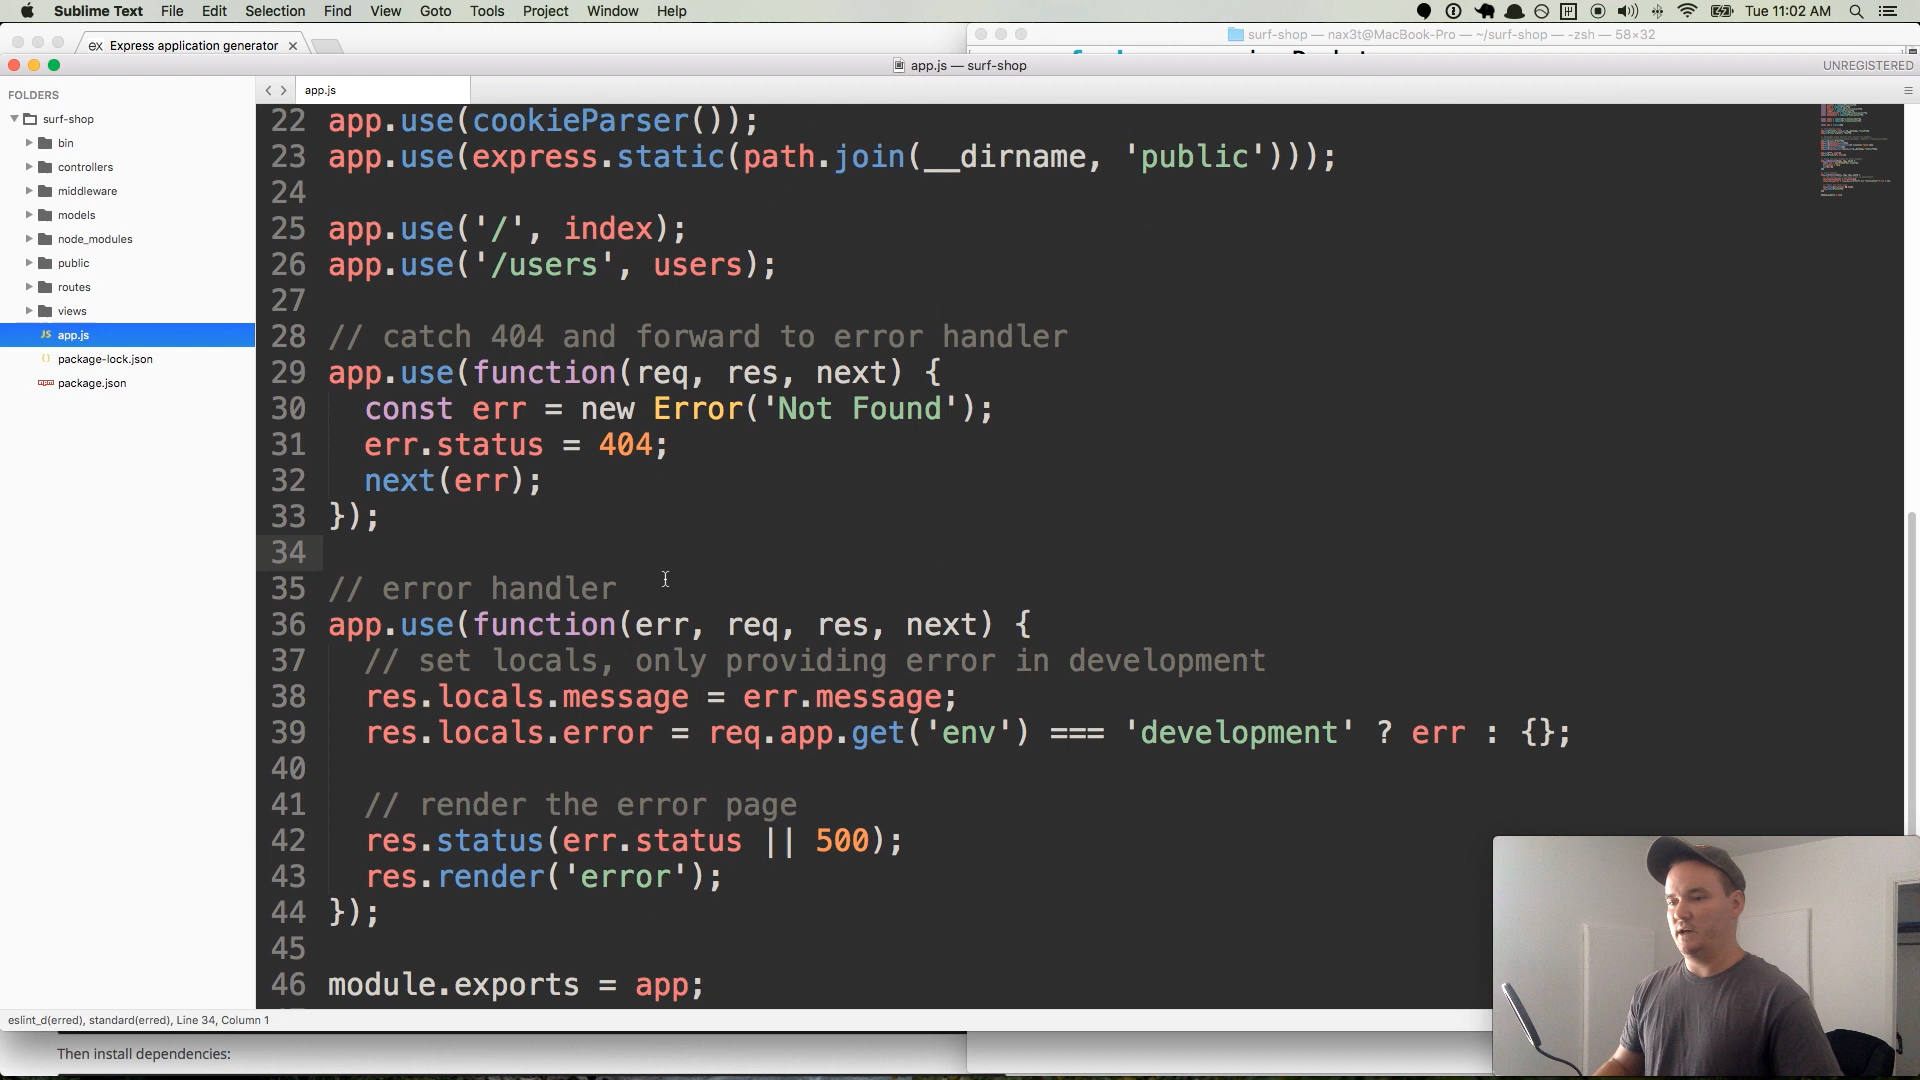 Sublime Text File Edit Selection Find View Goto Tools Project Window Help Tue 11:02 AM
Express application generator
surf-shop — nax3t@MacBook-Pro — ~/surf-shop — -zsh — 58×32
app.js — surf-shop
UNREGISTERED
FOLDERS
surf-shop
bin
controllers
middleware
models
node_modules
public
routes
views
app.js
package-lock.json
package.json
app.js
22 app.use(cookieParser());
23 app.use(express.static(path.join(__dirname, 'public')));
24
25 app.use('/', index);
26 app.use('/users', users);
27
28 // catch 404 and forward to error handler
29 app.use(function(req, res, next) {
30 const err = new Error('Not Found');
31 err.status = 404;
32 next(err);
33 });
34
35 // error handler
36 app.use(function(err, req, res, next) {
37 // set locals, only providing error in development
38 res.locals.message = err.message;
39 res.locals.error = req.app.get('env') === 'development' ? err : {};
40
41 // render the error page
42 res.status(err.status || 500);
43 res.render('error');
44 });
45
46 module.exports = app;
eslint_d(erred), standard(erred), Line 34, Column 1
Then install dependencies: